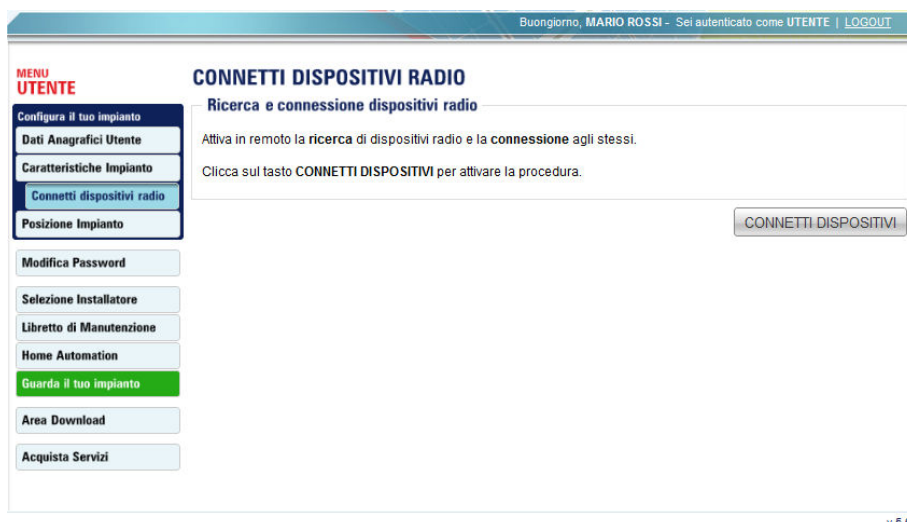 Buongiorno, MARIO ROSSI - Sei autenticato come UTENTE | LOGOUT
MENU
UTENTE
Configura il tuo impianto
Dati Anagrafici Utente
Caratteristiche Impianto
Connetti dispositivi radio
Posizione Impianto
Modifica Password
Selezione Installatore
Libretto di Manutenzione
Home Automation
Guarda il tuo impianto
Area Download
Acquista Servizi
CONNETTI DISPOSITIVI RADIO
Ricerca e connessione dispositivi radio
Attiva in remoto la ricerca di dispositivi radio e la connessione agli stessi.
Clicca sul tasto CONNETTI DISPOSITIVI per attivare la procedura.
CONNETTI DISPOSITIVI